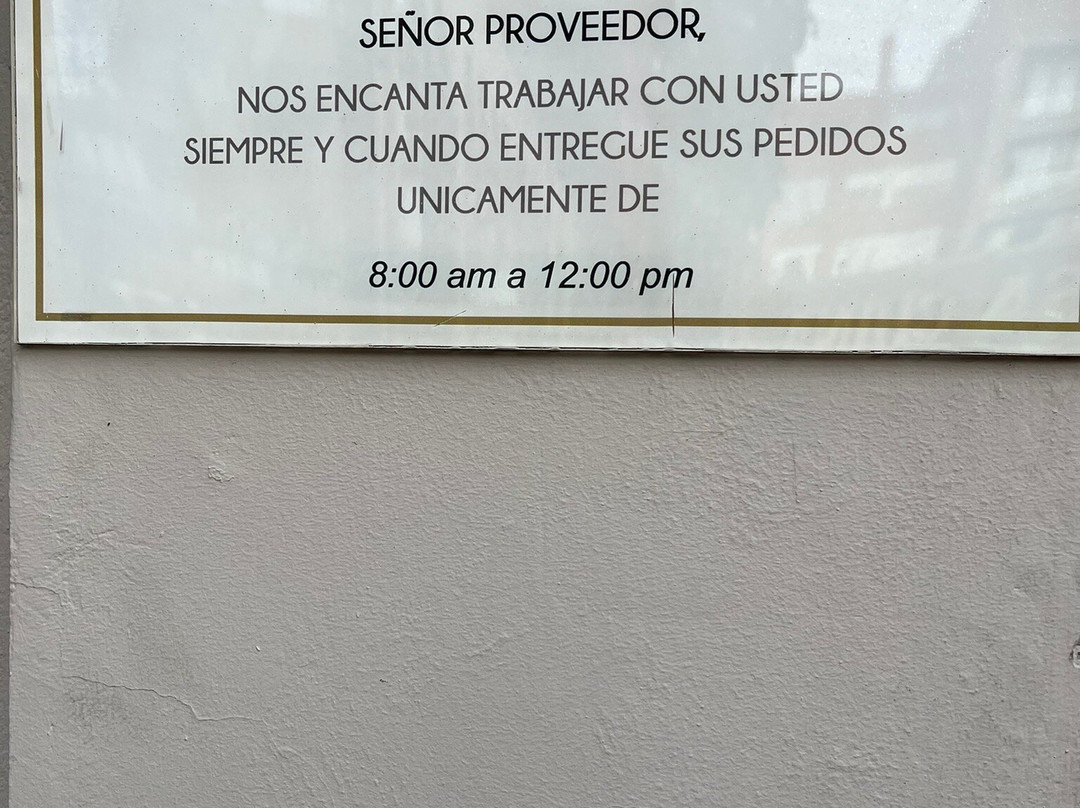 SEÑOR PROVEEDOR,
NOS ENCANTA TRABAJAR CON USTED
SIEMPRE Y CUANDO ENTREGUE SUS PEDIDOS
UNICAMENTE DE
8:00 am a 12:00 pm